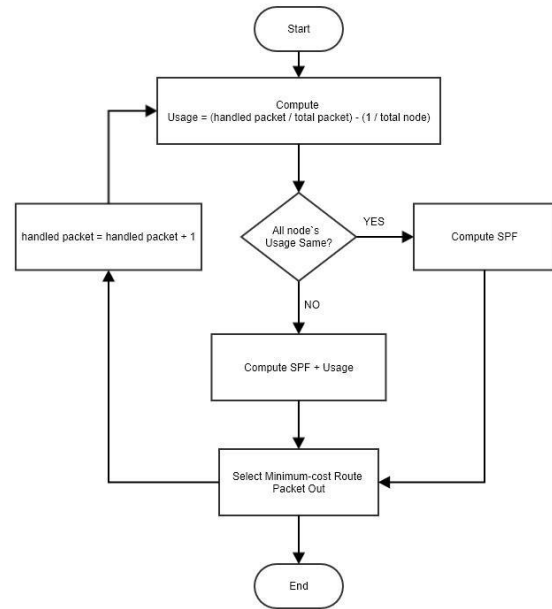 Start
Compute
Usage = (handled packet / total packet) - (1 / total node)
handled packet = handled packet + 1
All node`s
Usage Same?
YES
Compute SPF
NO
Compute SPF + Usage
Select Minimum-cost Route
Packet Out
End